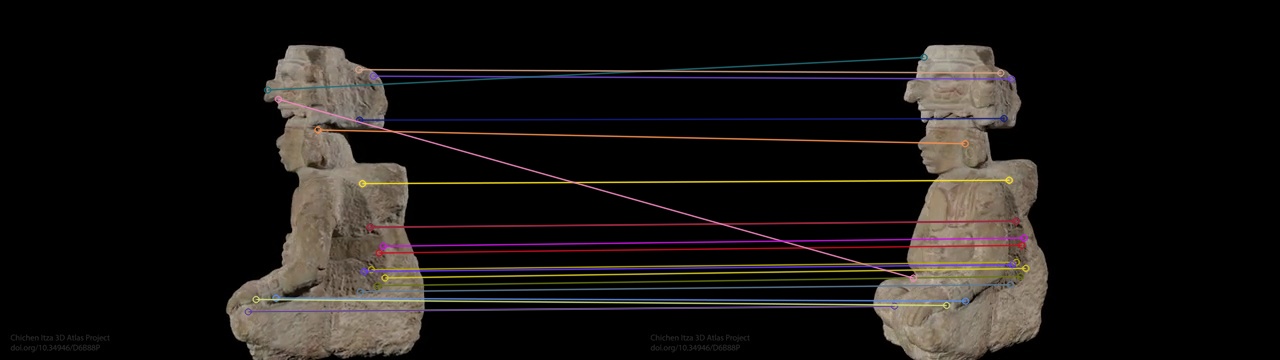 Chichen Itza 3D Atlas Project
doi.org/10.34946/D6B88P
Chichen Itza 3D Atlas Project
doi.org/10.34946/D6B88P